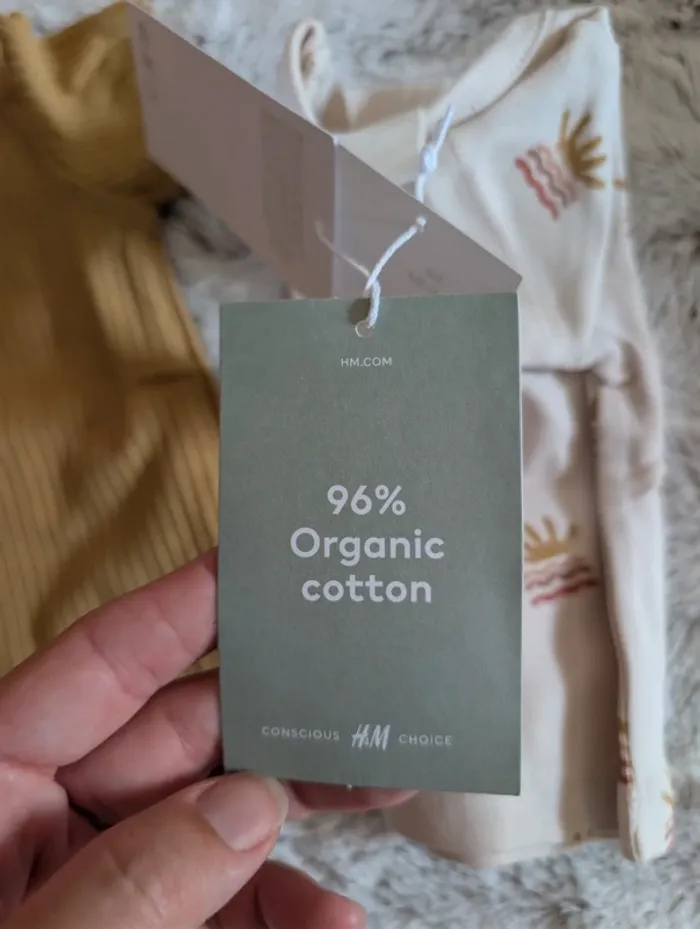 HM.COM
96%
Organic
cotton
CONSCIOUS H&M CHOICE